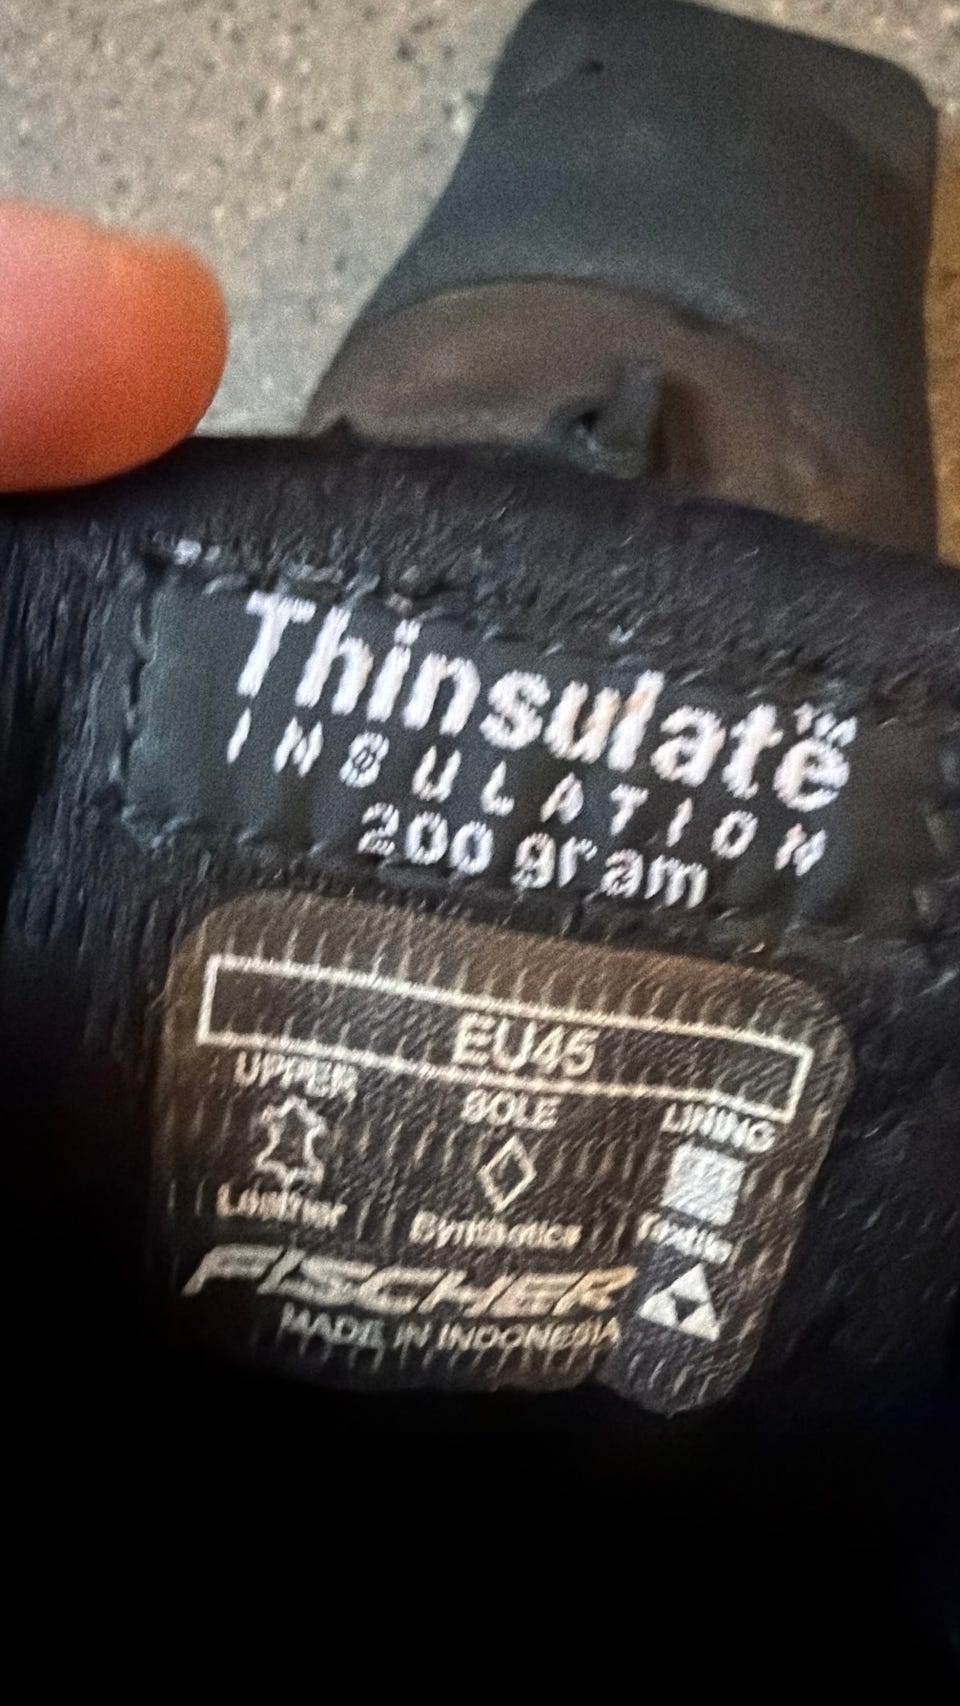 Thinsulate™
INSULATION
200 gram
EU45
UPPER SOLE LINING
Leather Synthetics Textile
FISCHER
MADE IN INDONESIA